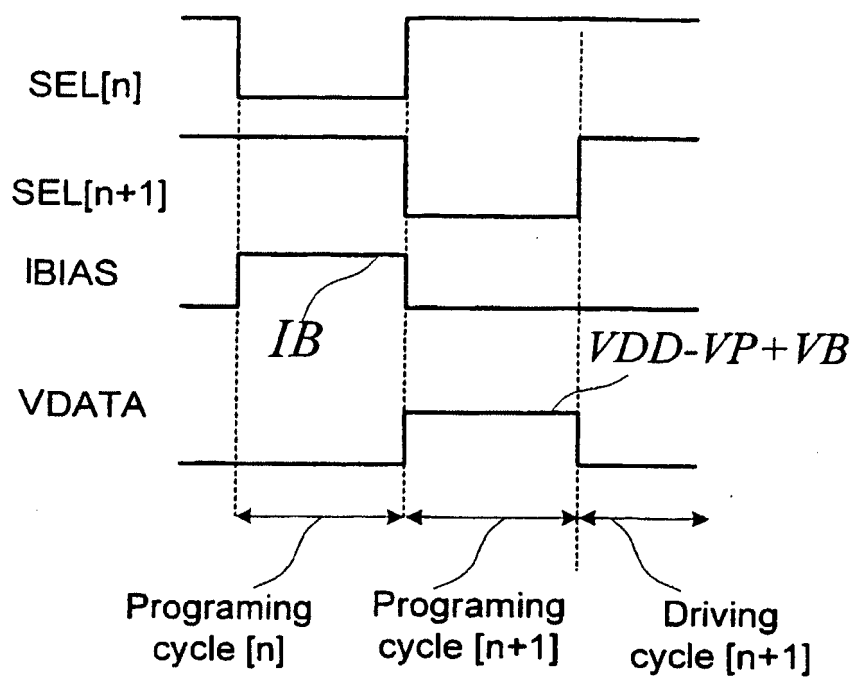 SEL[n]
SEL[n+1]
IBIAS
IB
VDD-VP+VB
VDATA
Programing
cycle [n]
Programing
cycle [n+1]
Driving
cycle [n+1]